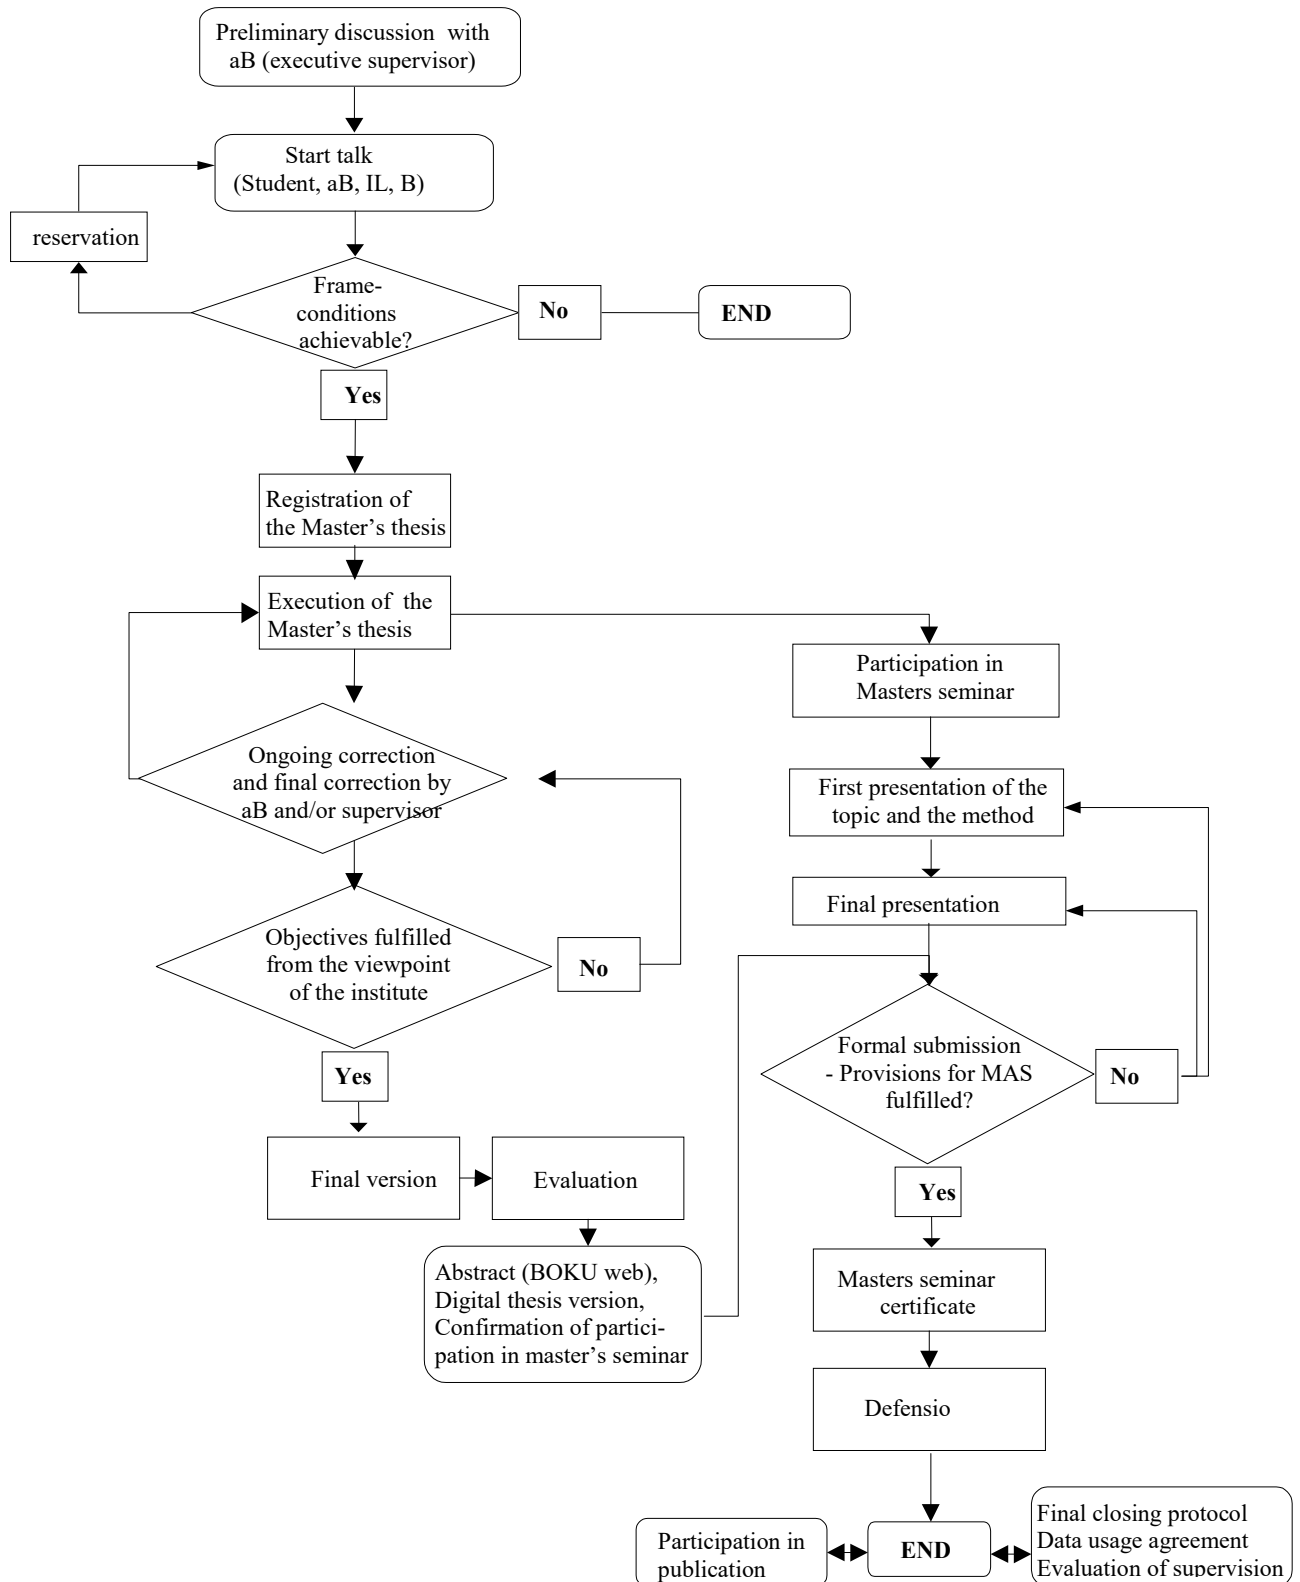 Preliminary discussion with
aB (executive supervisor)
Start talk
(Student, aB, IL, B)
reservation
Frame-
conditions
achievable?
No
END
Yes
Registration of
the Master’s thesis
Execution of the
Master’s thesis
Participation in
Masters seminar
Ongoing correction
and final correction by
aB and/or supervisor
First presentation of the
topic and the method
Final presentation
Objectives fulfilled
from the viewpoint
of the institute
No
Formal submission
- Provisions for MAS
fulfilled?
No
Yes
Final version
Evaluation
Yes
Abstract (BOKU web),
Digital thesis version,
Confirmation of partici-
pation in master’s seminar
Masters seminar
certificate
Defensio
Participation in
publication
END
Final closing protocol
Data usage agreement
Evaluation of supervision